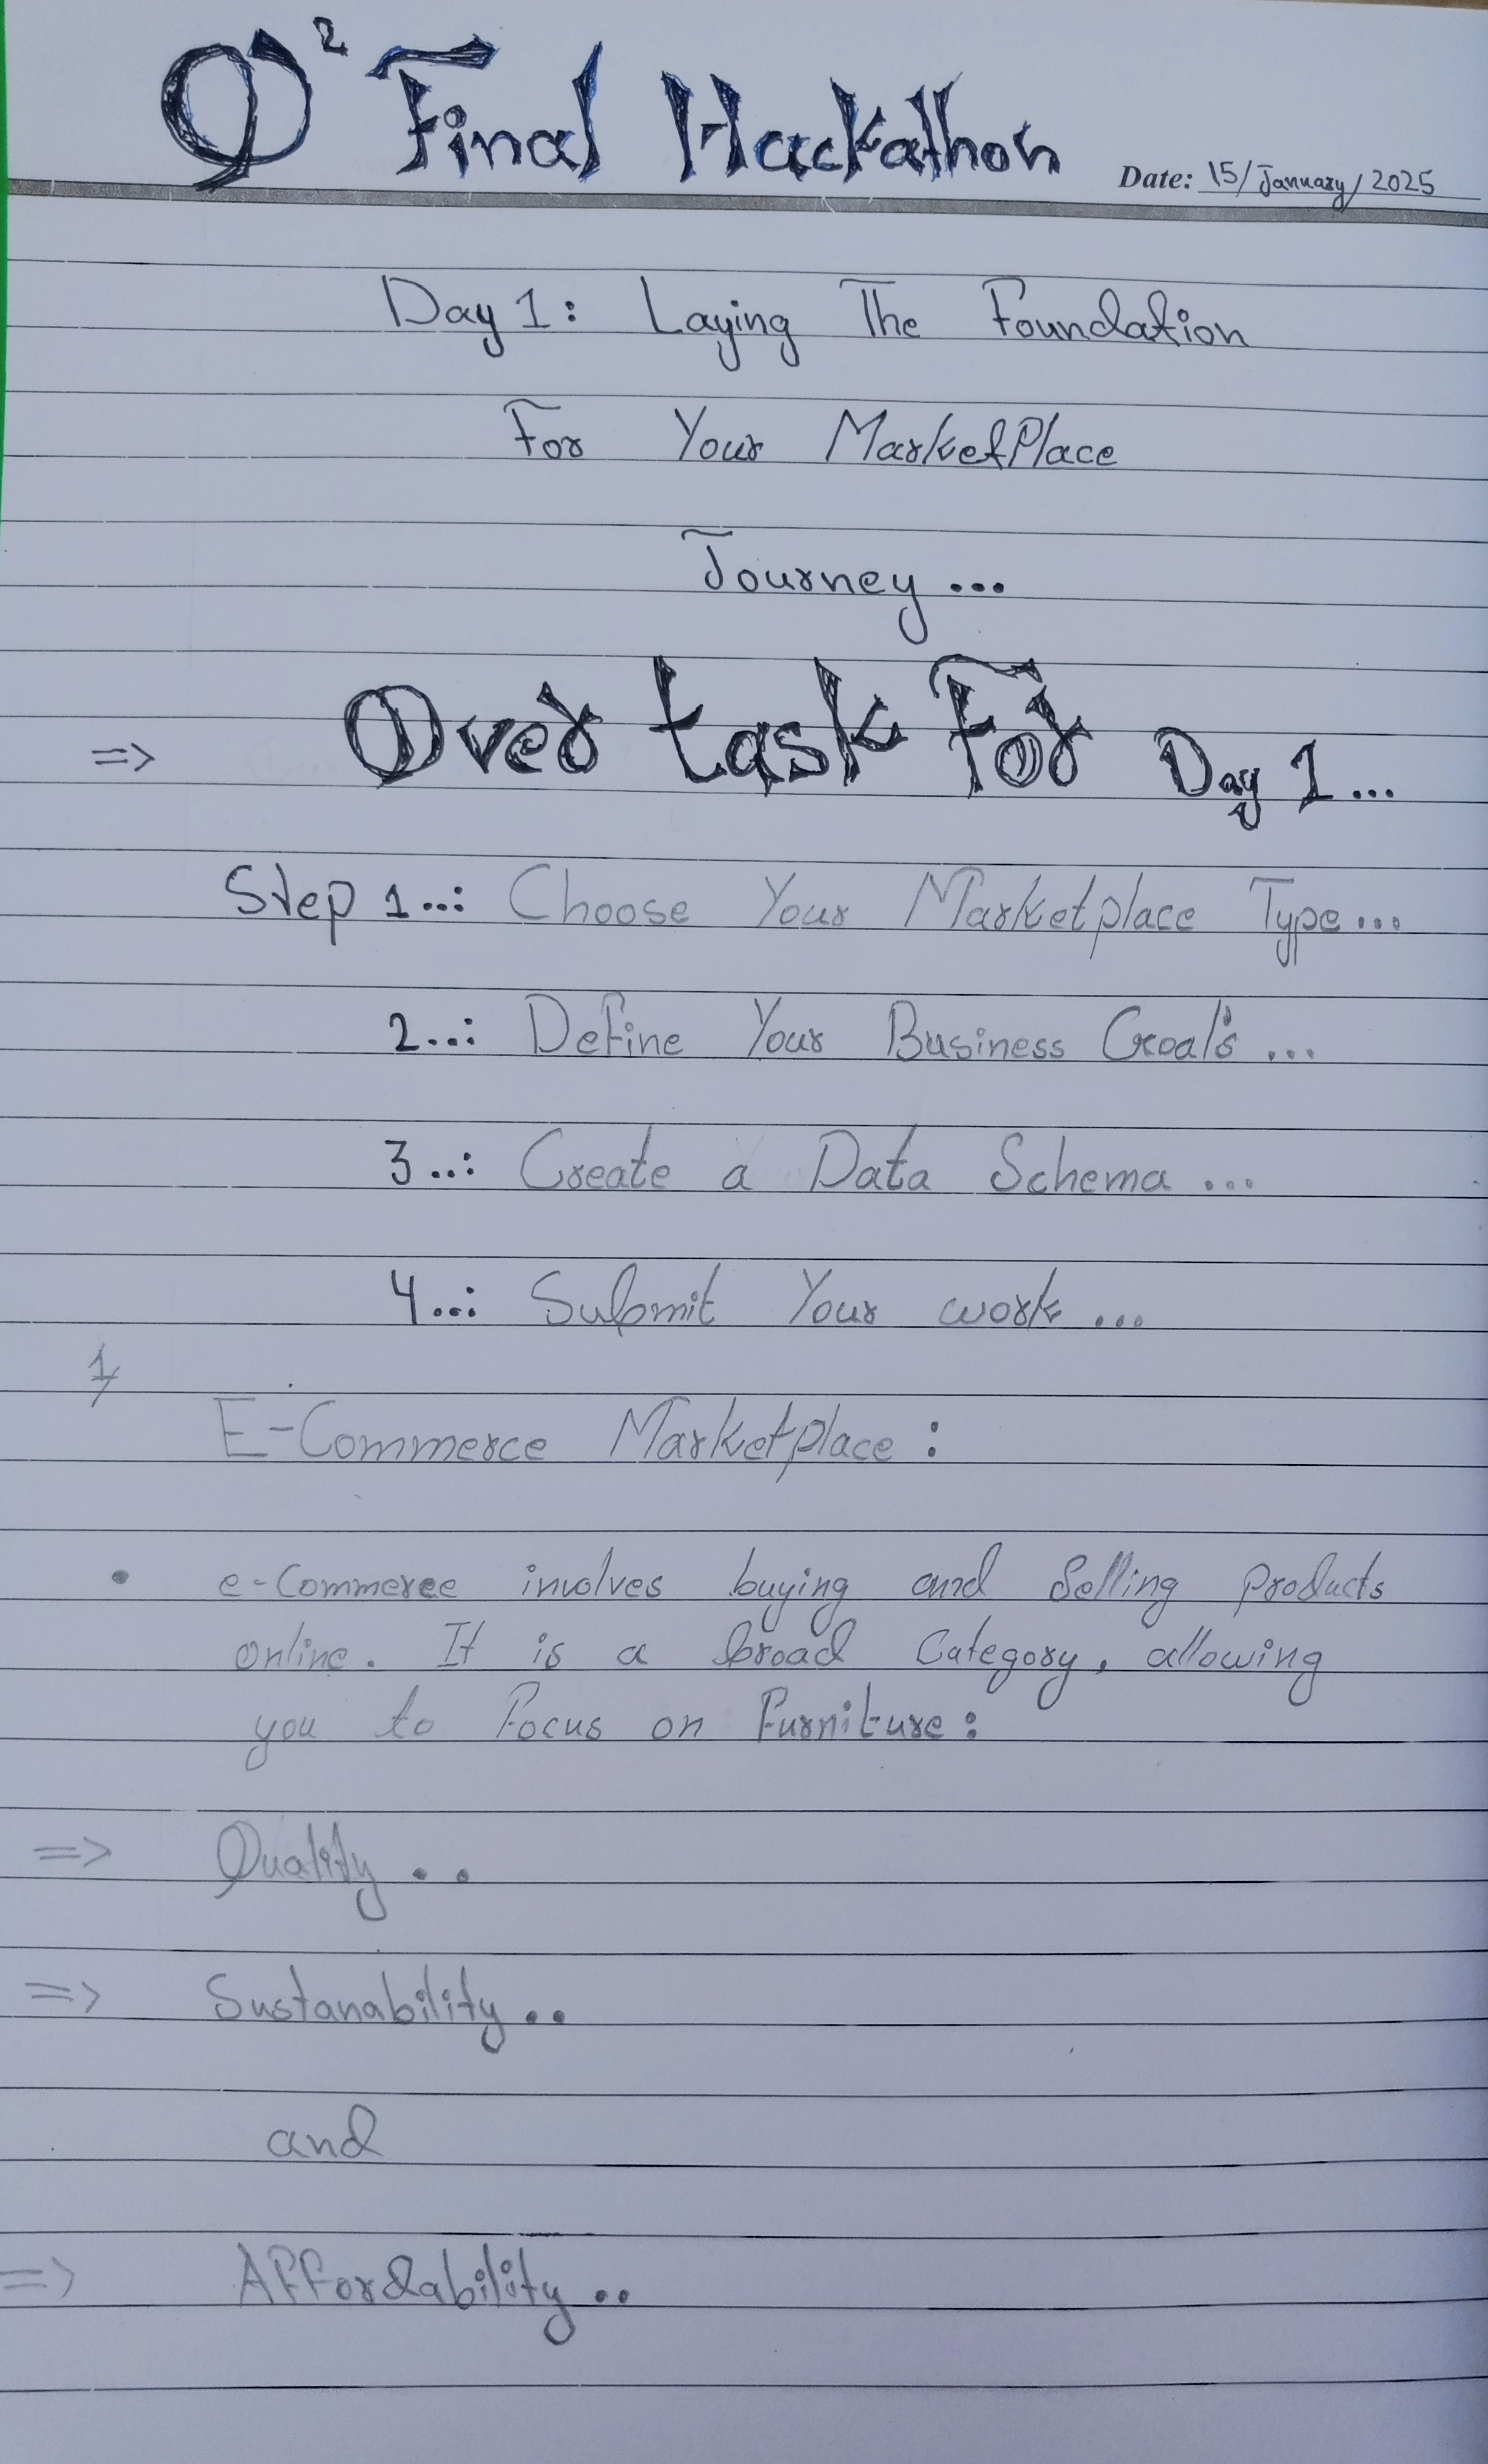 Q² Final Hackathon
Date: 15/January/2025
Day 1: Laying The Foundation
For Your MarketPlace
Journey...
=> Over task For Day 1...
Step 1..: Choose Your Marketplace Type...
2...: Define Your Business Goal's...
3..: Create a Data Schema...
4...: Submit Your work...
1/
E-Commerce Marketplace:
• e-Commerce involves buying and Selling products
online. It is a broad Category, allowing
you to Focus on Furniture:
=> Quality..
=> Sustanability..
and
=> AFFordability..